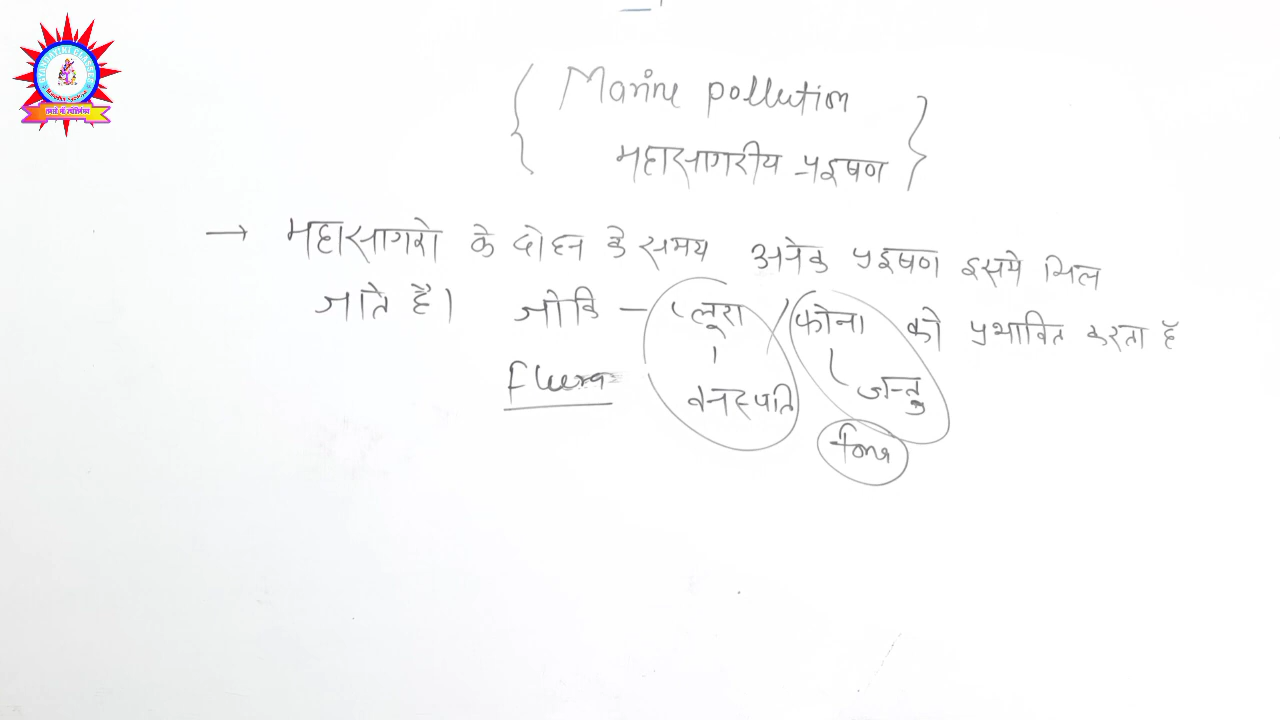 Marine pollution
महासागरीय प्रदूषण
→ महासागरो के दोहन के समय अनेक प्रदूषण इसमे मिल
जाते है। जोकि – फ्लूरा / फोना को प्रभावित करता है
वनस्पति जन्तु